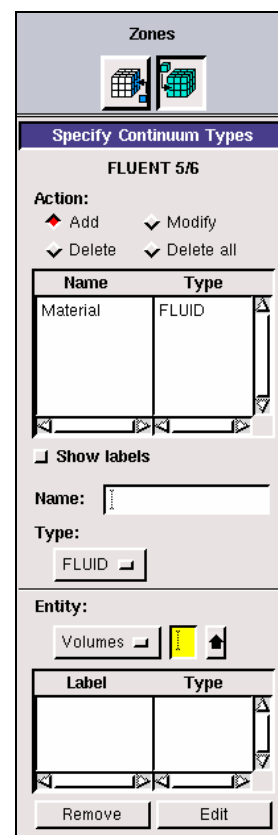 Zones
Specify Continuum Types
FLUENT 5/6
Action:
Add Modify
Delete Delete all
Name Type
Material FLUID
Show labels
Name:
Type:
FLUID
Entity:
Volumes
Label Type
Remove Edit